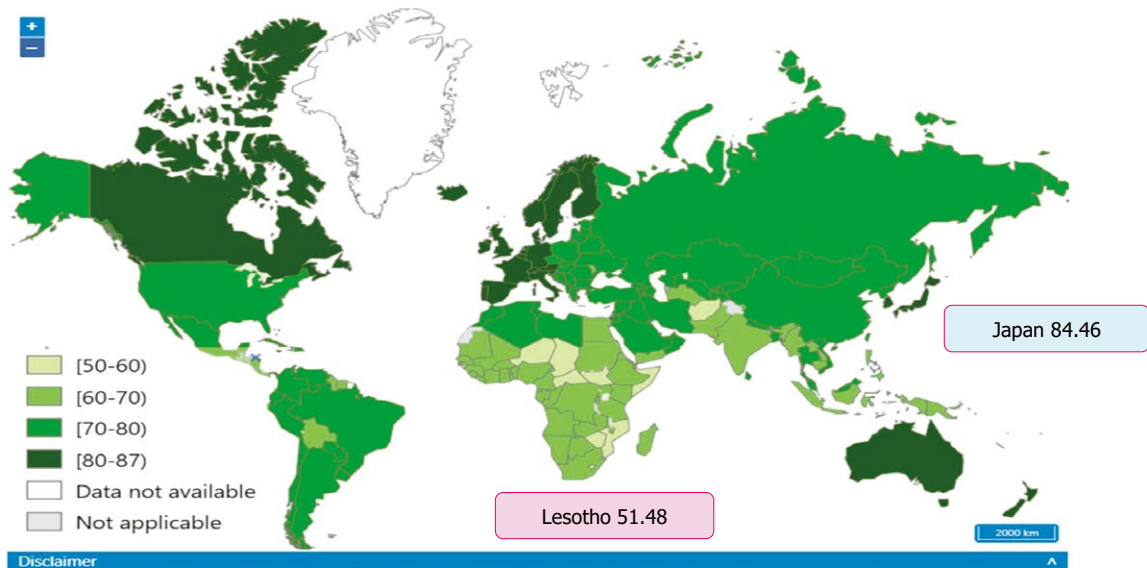 +
−
Japan 84.46
[50-60)
[60-70)
[70-80)
[80-87)
Data not available
Not applicable
Lesotho 51.48
2000 km
Disclaimer
^